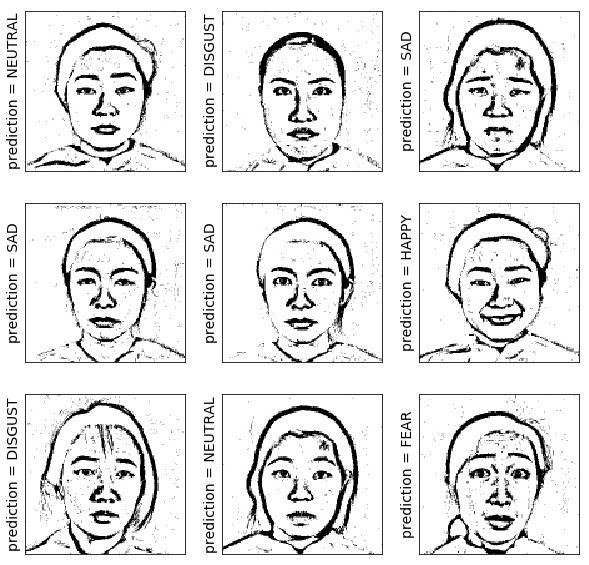 prediction = NEUTRAL
prediction = DISGUST
prediction = SAD
prediction = SAD
prediction = SAD
prediction = HAPPY
prediction = DISGUST
prediction = NEUTRAL
prediction = FEAR